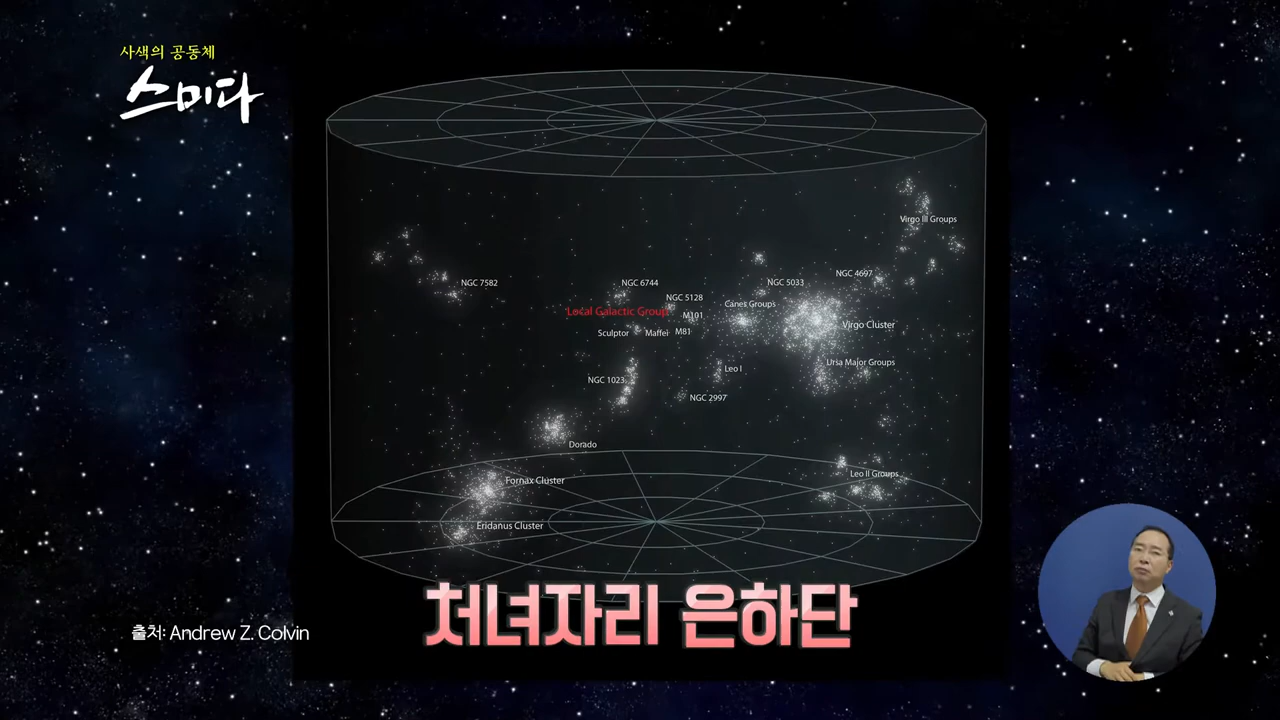 사색의 공동체
스미다
Virgo III Groups
NGC 7582
NGC 6744
NGC 5033
NGC 4697
NGC 5128
Canes Groups
Local Galactic Group
M101
Virgo Cluster
Sculptor
Maffei
M81
Ursa Major Groups
Leo I
NGC 1023
NGC 2997
Dorado
Leo II Groups
Fornax Cluster
Eridanus Cluster
처녀자리 은하단
출처: Andrew Z. Colvin